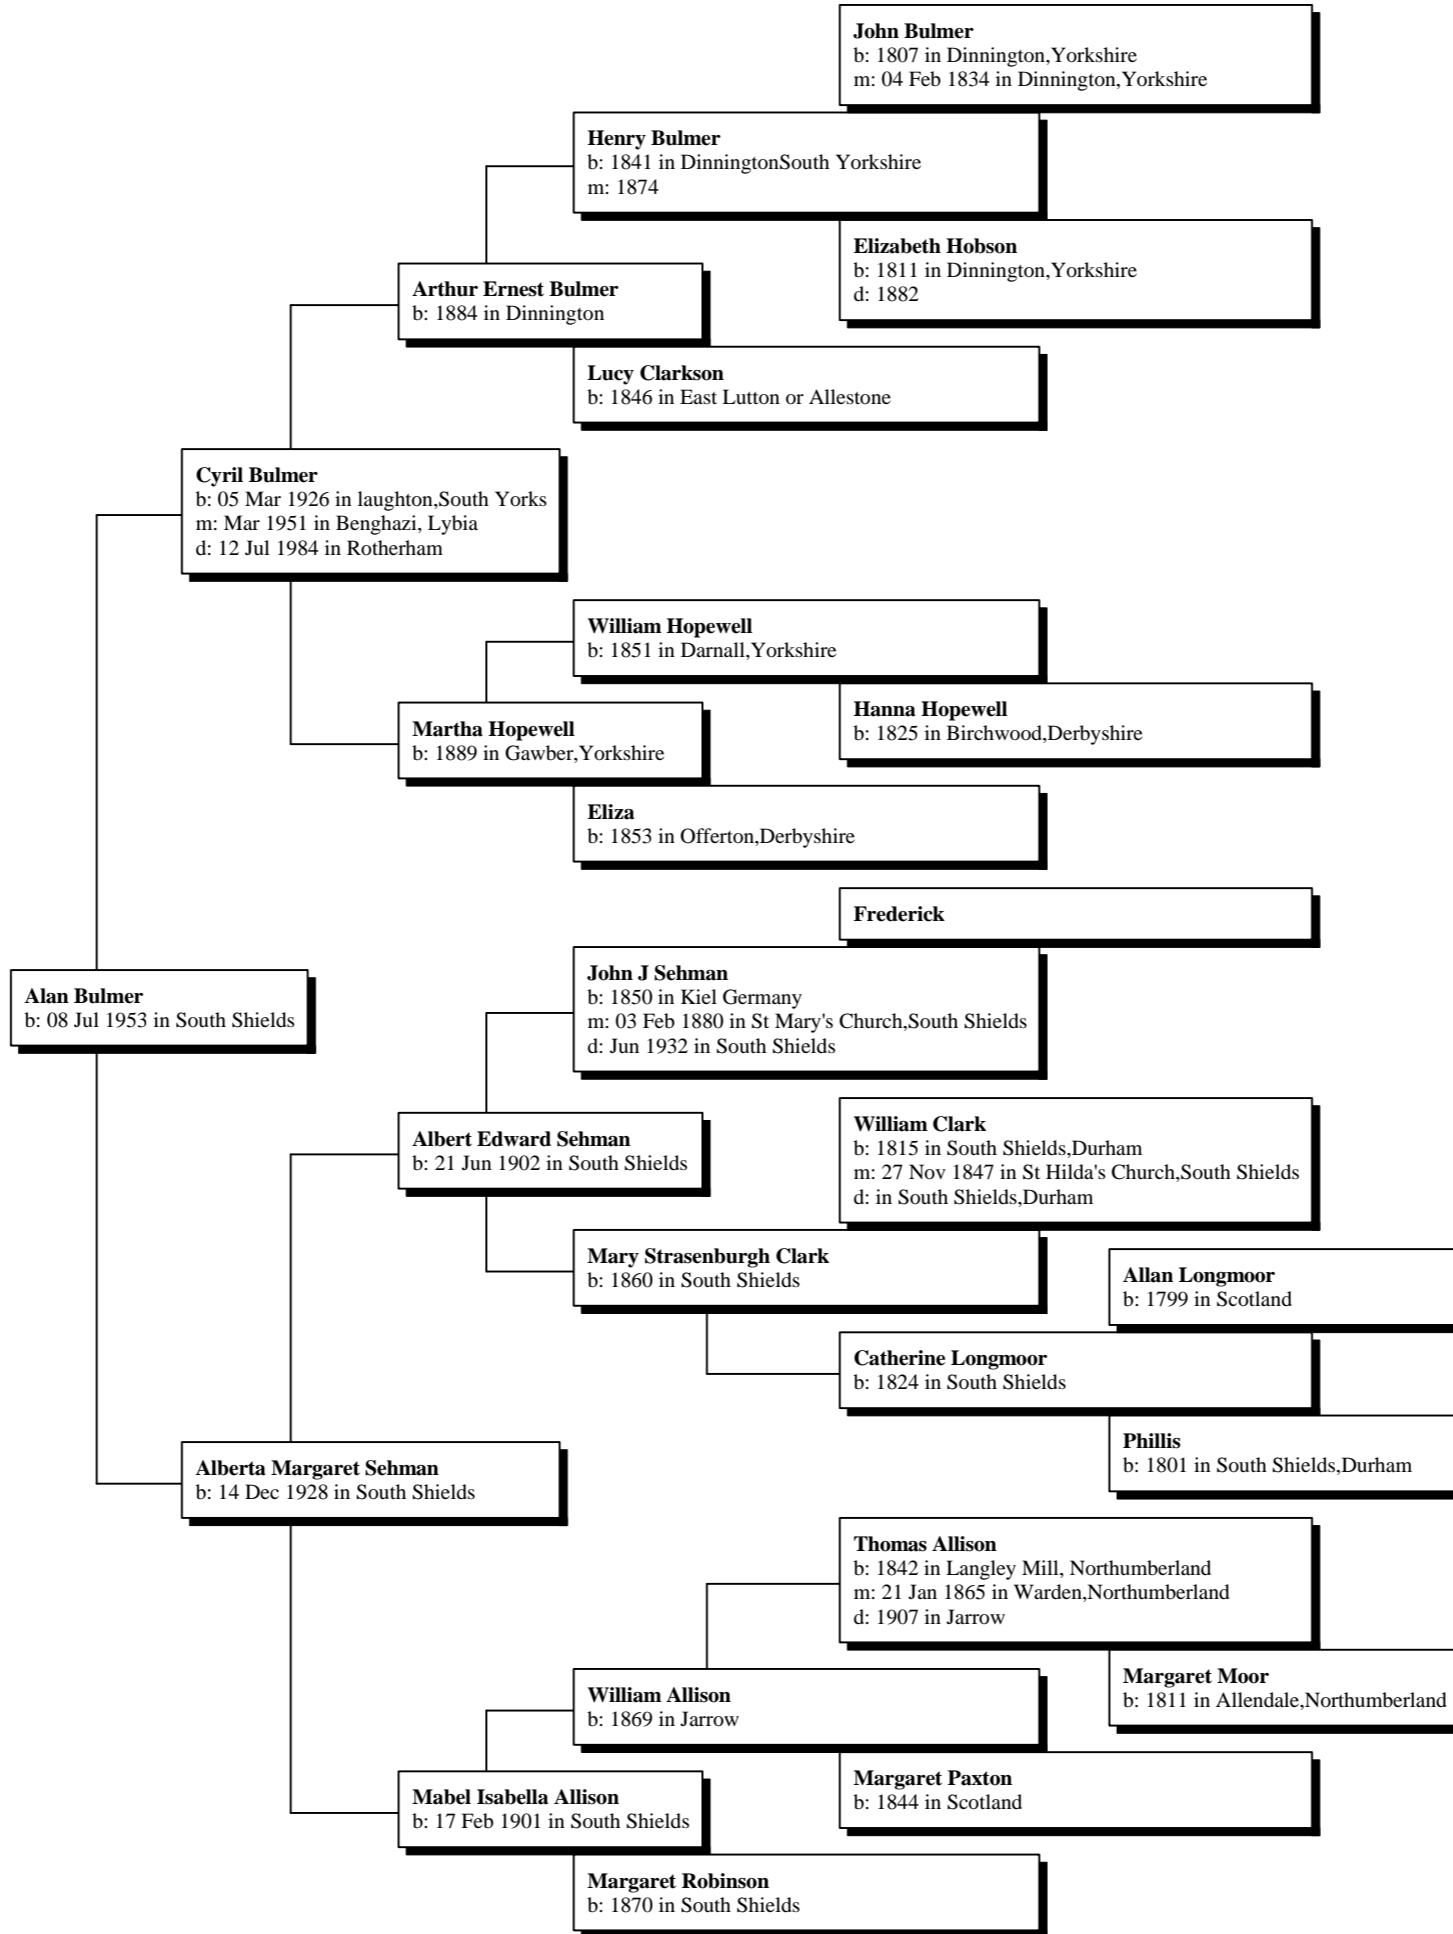 John Bulmer
b: 1807 in Dinnington,Yorkshire
m: 04 Feb 1834 in Dinnington,Yorkshire
Henry Bulmer
b: 1841 in DinningtonSouth Yorkshire
m: 1874
Elizabeth Hobson
b: 1811 in Dinnington,Yorkshire
d: 1882
Arthur Ernest Bulmer
b: 1884 in Dinnington
Lucy Clarkson
b: 1846 in East Lutton or Allestone
Cyril Bulmer
b: 05 Mar 1926 in laughton,South Yorks
m: Mar 1951 in Benghazi, Lybia
d: 12 Jul 1984 in Rotherham
William Hopewell
b: 1851 in Darnall,Yorkshire
Hanna Hopewell
b: 1825 in Birchwood,Derbyshire
Martha Hopewell
b: 1889 in Gawber,Yorkshire
Eliza
b: 1853 in Offerton,Derbyshire
Frederick
John J Sehman
b: 1850 in Kiel Germany
m: 03 Feb 1880 in St Mary's Church,South Shields
d: Jun 1932 in South Shields
Alan Bulmer
b: 08 Jul 1953 in South Shields
William Clark
b: 1815 in South Shields,Durham
m: 27 Nov 1847 in St Hilda's Church,South Shields
d: in South Shields,Durham
Albert Edward Sehman
b: 21 Jun 1902 in South Shields
Mary Strasenburgh Clark
b: 1860 in South Shields
Allan Longmoor
b: 1799 in Scotland
Catherine Longmoor
b: 1824 in South Shields
Phillis
b: 1801 in South Shields,Durham
Alberta Margaret Sehman
b: 14 Dec 1928 in South Shields
Thomas Allison
b: 1842 in Langley Mill, Northumberland
m: 21 Jan 1865 in Warden,Northumberland
d: 1907 in Jarrow
Margaret Moor
b: 1811 in Allendale,Northumberland
William Allison
b: 1869 in Jarrow
Margaret Paxton
b: 1844 in Scotland
Mabel Isabella Allison
b: 17 Feb 1901 in South Shields
Margaret Robinson
b: 1870 in South Shields